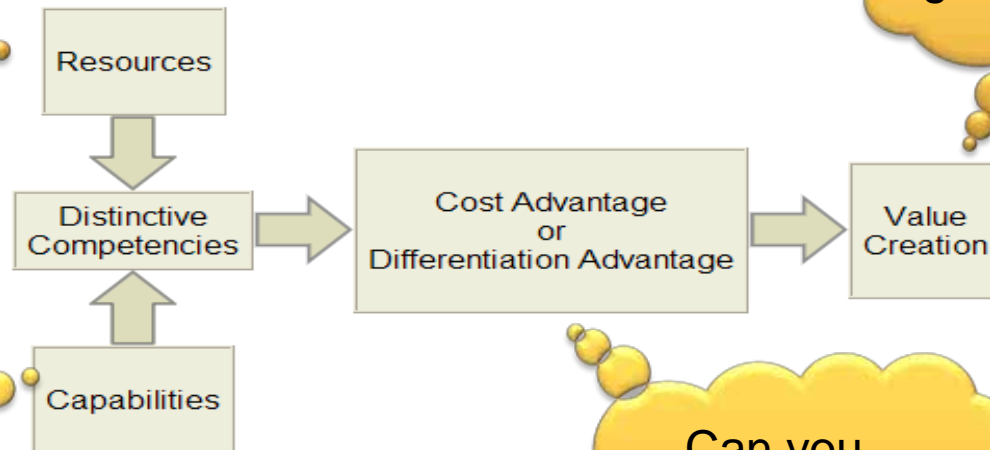 Resources
Distinctive
Competencies
Cost Advantage
or
Differentiation Advantage
Value
Creation
Capabilities
Can you